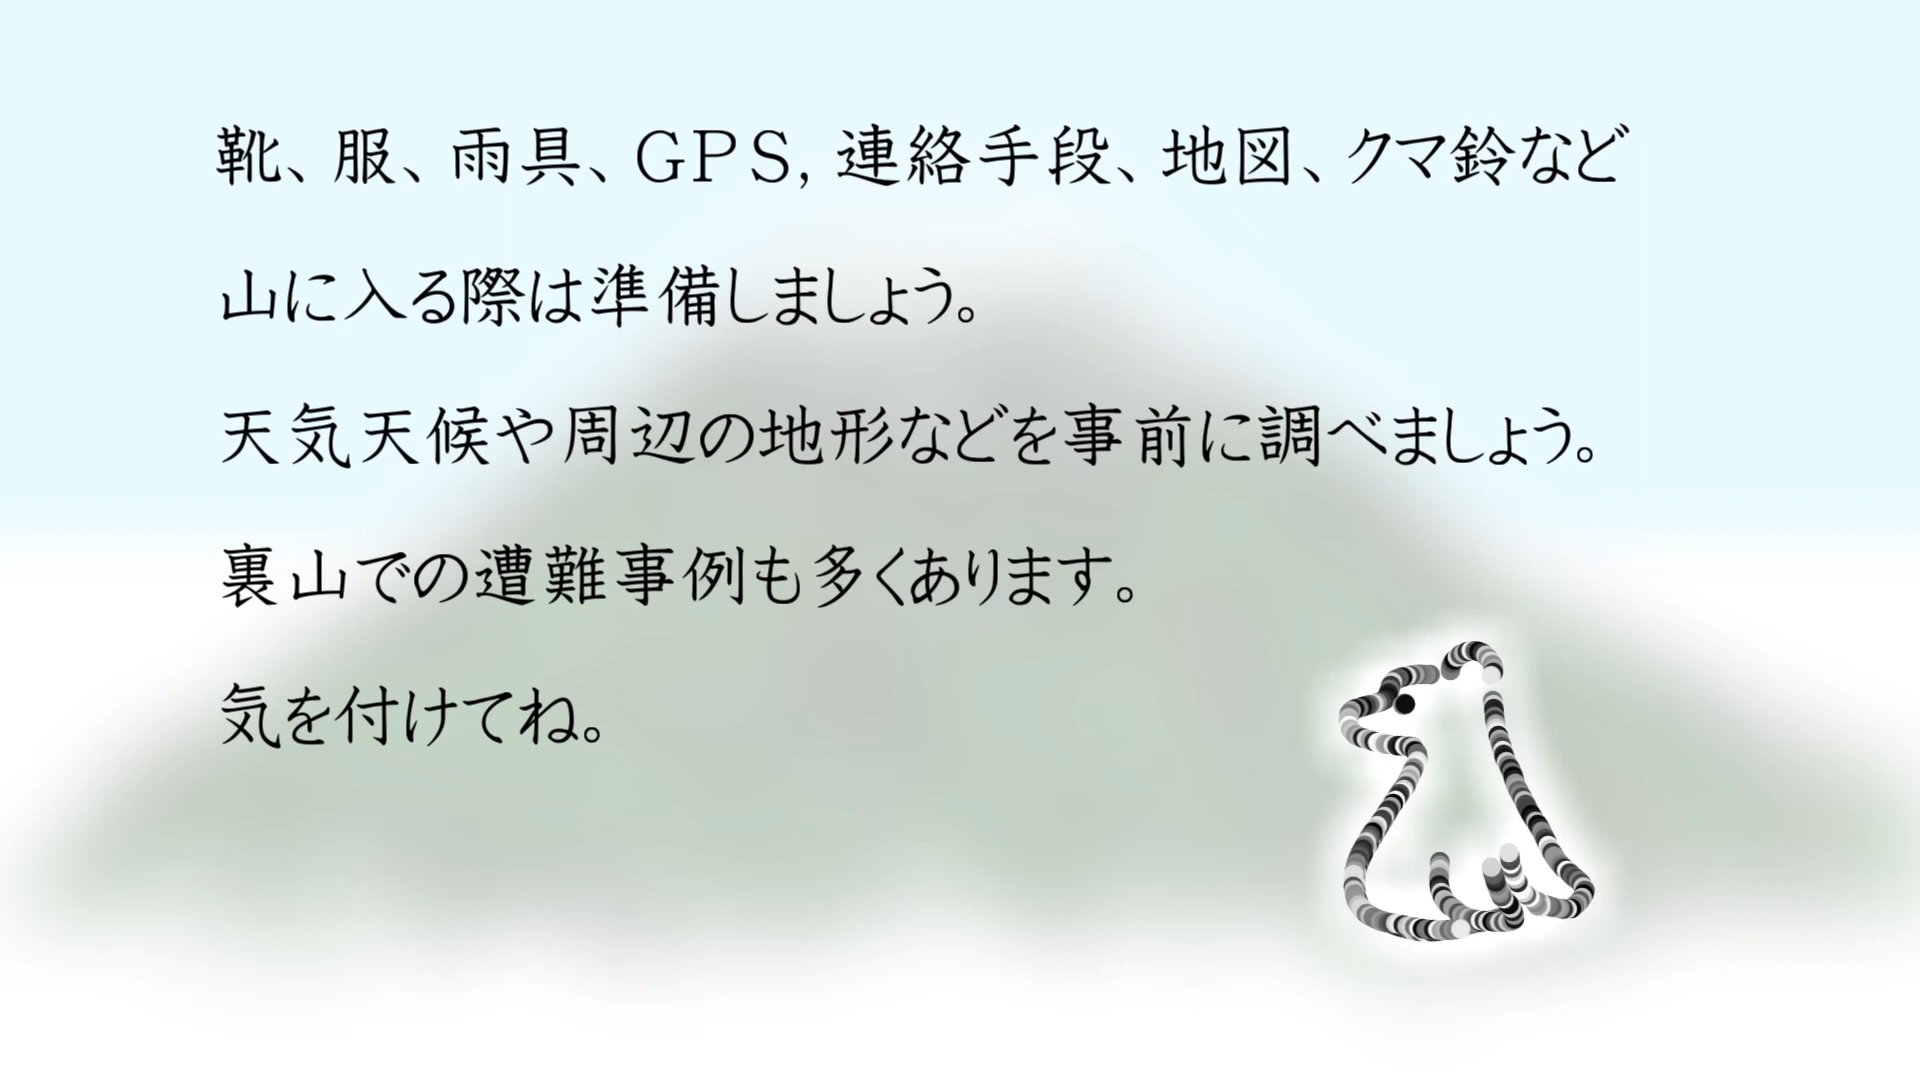 靴、服、雨具、GPS,連絡手段、地図、クマ鈴など
山に入る際は準備しましょう。
天気天候や周辺の地形などを事前に調べましょう。
裏山での遭難事例も多くあります。
気を付けてね。